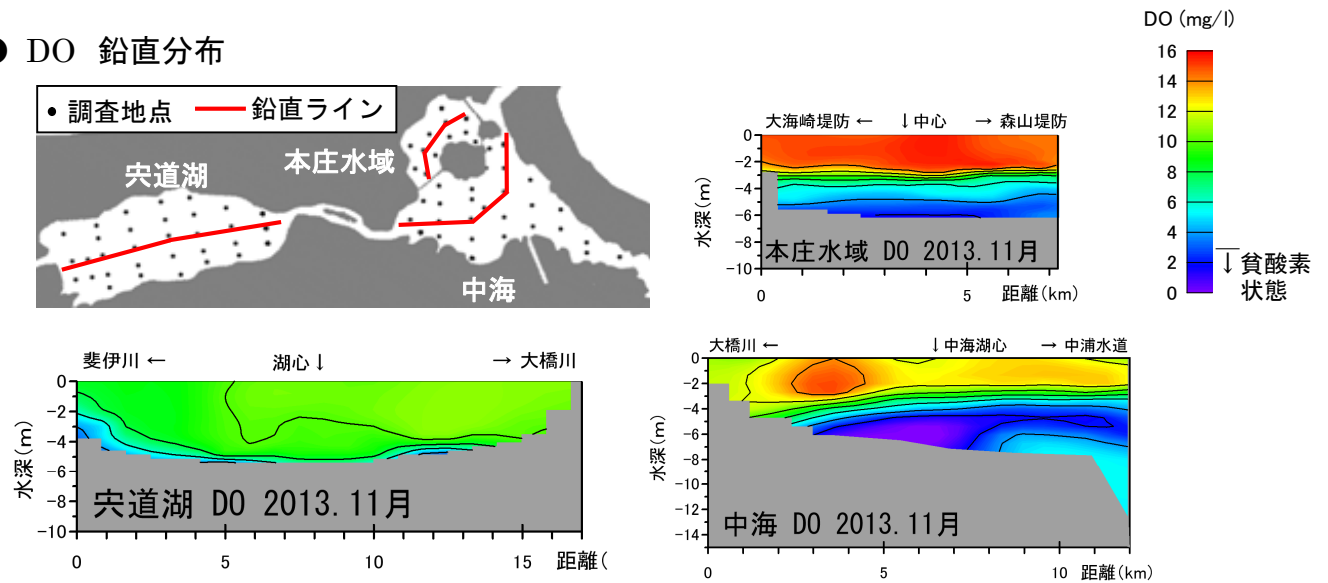 ● DO 鉛直分布
• 調査地点 ── 鉛直ライン
宍道湖
本庄水域
中海
DO (mg/l)
16
14
12
10
8
6
4
2
0
↓貧酸素
状態
大海崎堤防 ← ↓中心 → 森山堤防
0
-2
-4
-6
-8
-10
水深(m)
本庄水域 DO 2013.11月
0 5 距離(km)
斐伊川 ← 湖心↓ → 大橋川
0
-2
-4
-6
-8
-10
水深(m)
宍道湖 DO 2013.11月
0 5 10 15 距離(
大橋川 ← ↓中海湖心 → 中浦水道
0
-2
-4
-6
-8
-10
-12
-14
水深(m)
中海 DO 2013.11月
0 5 10 距離(km)